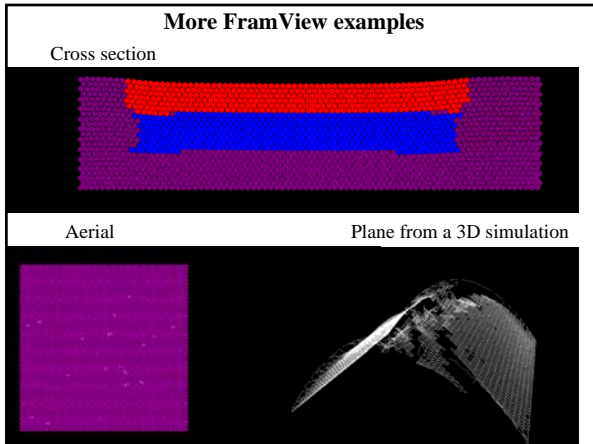 More FramView examples
Cross section
Aerial
Plane from a 3D simulation